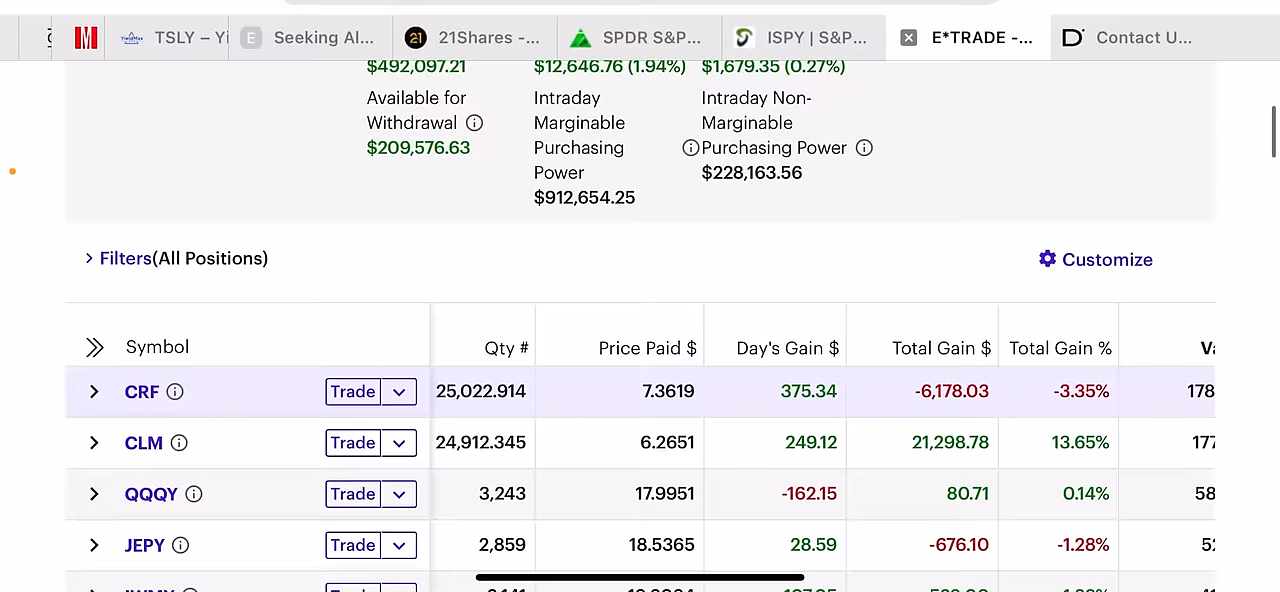 TSLY – Yi
E Seeking Al...
21 21Shares -...
SPDR S&P...
ISPY | S&P...
E*TRADE -...
D Contact U...
$492,097.21 $12,646.76 (1.94%) $1,679.35 (0.27%)
Available for Withdrawal
$209,576.63
Intraday Marginable Purchasing Power
$912,654.25
Intraday Non-Marginable Purchasing Power
$228,163.56
Filters(All Positions)
Customize
Symbol Qty # Price Paid $ Day's Gain $ Total Gain $ Total Gain %
CRF Trade 25,022.914 7.3619 375.34 -6,178.03 -3.35% 178
CLM Trade 24,912.345 6.2651 249.12 21,298.78 13.65% 177
QQQY Trade 3,243 17.9951 -162.15 80.71 0.14% 58
JEPY Trade 2,859 18.5365 28.59 -676.10 -1.28%